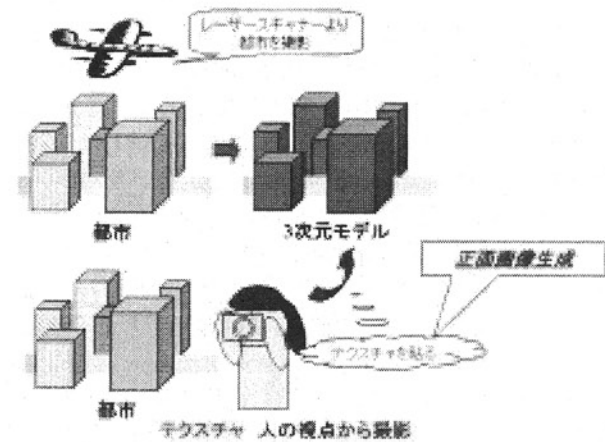 レーザースキャナーより
都市を撮影
都市
3次元モデル
正面画像生成
テクスチャを貼る
都市
テクスチャ 人の視点から撮影